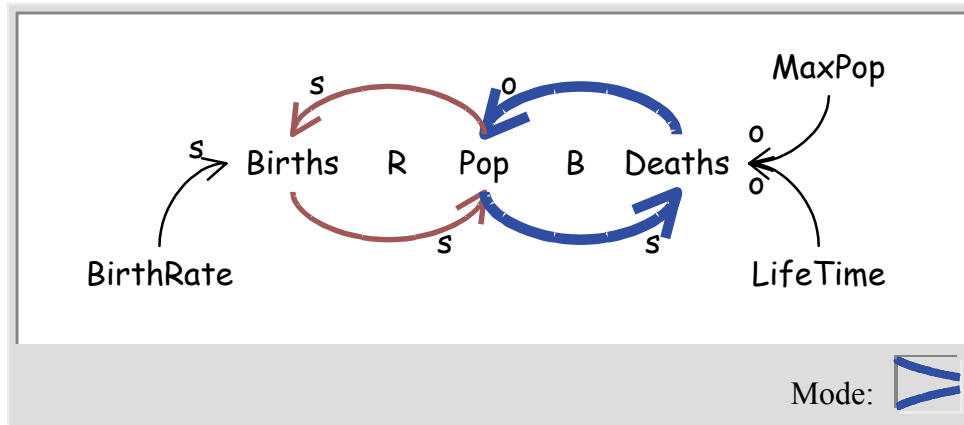 MaxPop
s
o
s
Births
R
Pop
B
Deaths
o
o
s
s
BirthRate
LifeTime
Mode: